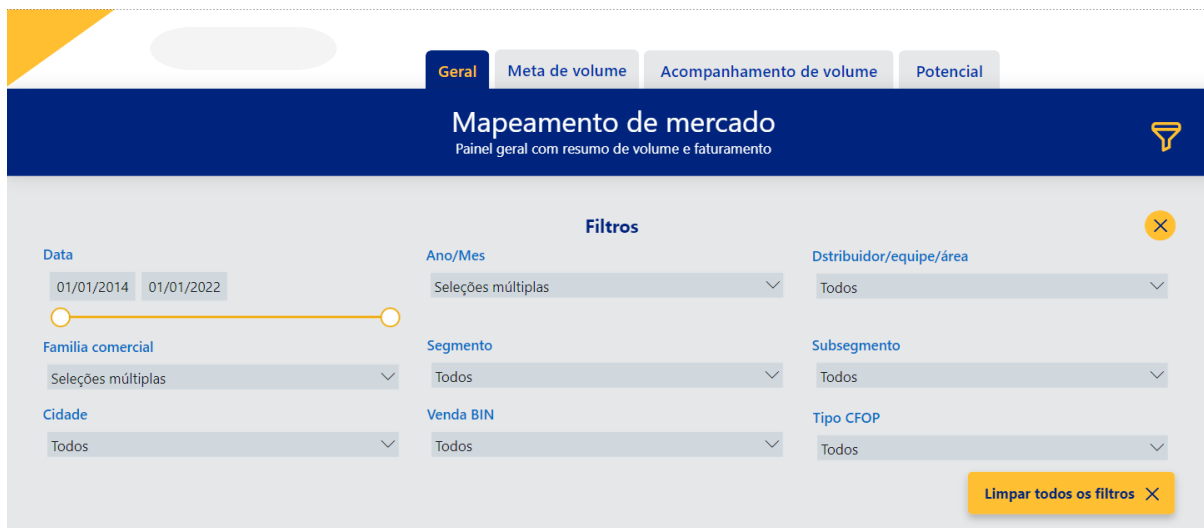 Geral
Meta de volume
Acompanhamento de volume
Potencial
Mapeamento de mercado
Painel geral com resumo de volume e faturamento
Filtros
Data
01/01/2014 01/01/2022
Ano/Mes
Seleções múltiplas
Dstribuidor/equipe/área
Todos
Familia comercial
Seleções múltiplas
Segmento
Todos
Subsegmento
Todos
Cidade
Todos
Venda BIN
Todos
Tipo CFOP
Todos
Limpar todos os filtros